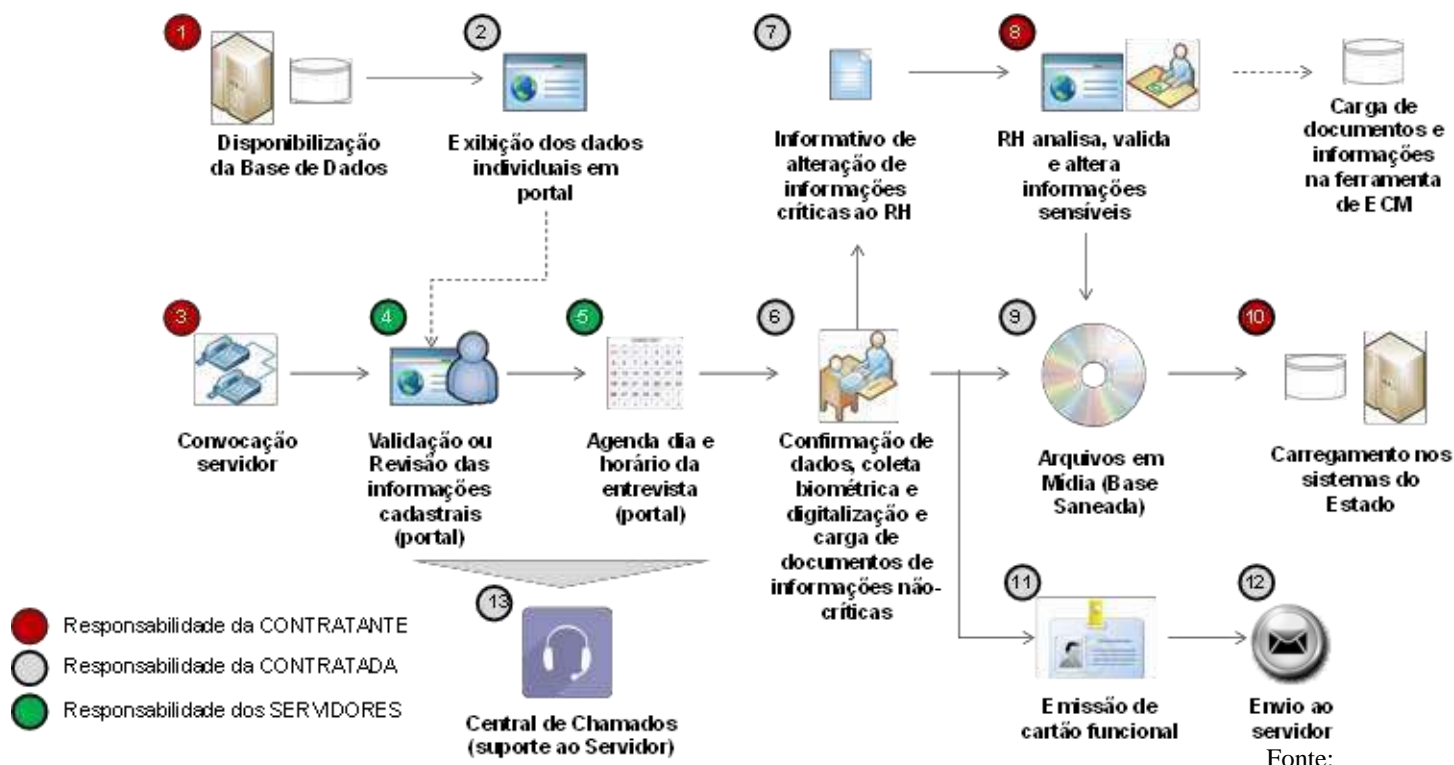 1
Disponibilização
da Base de Dados
2
Exibição dos dados
individuais em
portal
7
Informativo de
alteração de
informações
críticas ao RH
8
RH analisa, valida
e altera
informações
sensíveis
Carga de
documentos e
informações
na ferramenta
de ECM
3
Convocação
servidor
4
Validação ou
Revisão das
informações
cadastrais
(portal)
5
Agenda dia e
horário da
entrevista
(portal)
6
Confirmação de
dados, coleta
biométrica e
digitalização e
carga de
documentos de
informações não-
críticas
9
Arquivos em
Mídia (Base
Saneada)
10
Carregamento nos
sistemas do
Estado
11
Emissão de
cartão funcional
12
Envio ao
servidor
13
Central de Chamados
(suporte ao Servidor)
Responsabilidade da CONTRATANTE
Responsabilidade da CONTRATADA
Responsabilidade dos SERVIDORES
Fonte: